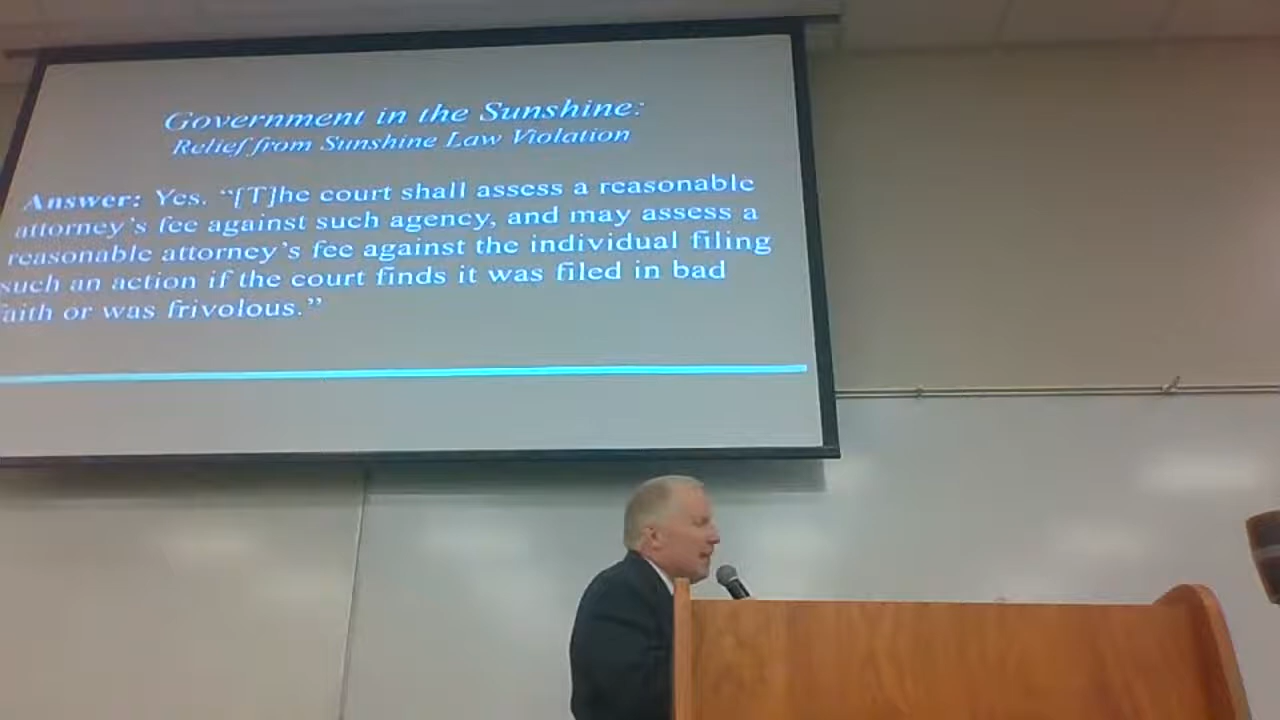 Government in the Sunshine:
Relief from Sunshine Law Violation
Answer: Yes. “[T]he court shall assess a reasonable
attorney’s fee against such agency, and may assess a
reasonable attorney’s fee against the individual filing
such an action if the court finds it was filed in bad
faith or was frivolous.”